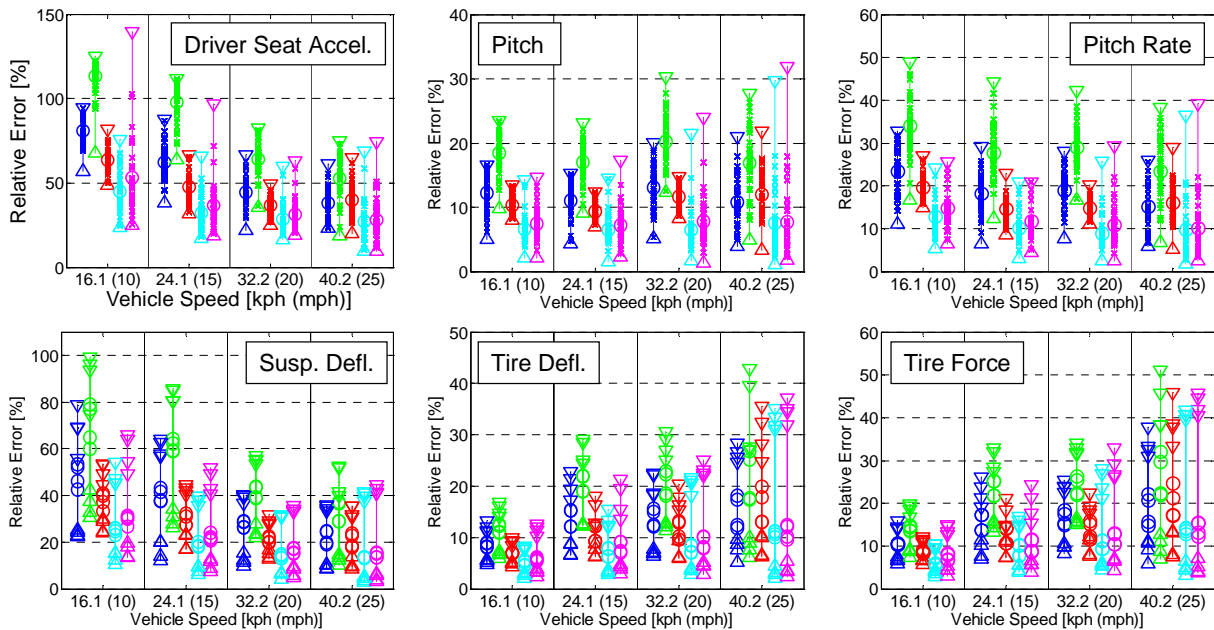 Driver Seat Accel.
Relative Error [%]
150
100
50
0
16.1 (10) 24.1 (15) 32.2 (20) 40.2 (25)
Vehicle Speed [kph (mph)]
Pitch
Relative Error [%]
40
30
20
10
0
16.1 (10) 24.1 (15) 32.2 (20) 40.2 (25)
Vehicle Speed [kph (mph)]
Pitch Rate
Relative Error [%]
60
50
40
30
20
10
0
16.1 (10) 24.1 (15) 32.2 (20) 40.2 (25)
Vehicle Speed [kph (mph)]
Susp. Defl.
Relative Error [%]
100
80
60
40
20
0
16.1 (10) 24.1 (15) 32.2 (20) 40.2 (25)
Vehicle Speed [kph (mph)]
Tire Defl.
Relative Error [%]
50
40
30
20
10
0
16.1 (10) 24.1 (15) 32.2 (20) 40.2 (25)
Vehicle Speed [kph (mph)]
Tire Force
Relative Error [%]
60
50
40
30
20
10
0
16.1 (10) 24.1 (15) 32.2 (20) 40.2 (25)
Vehicle Speed [kph (mph)]